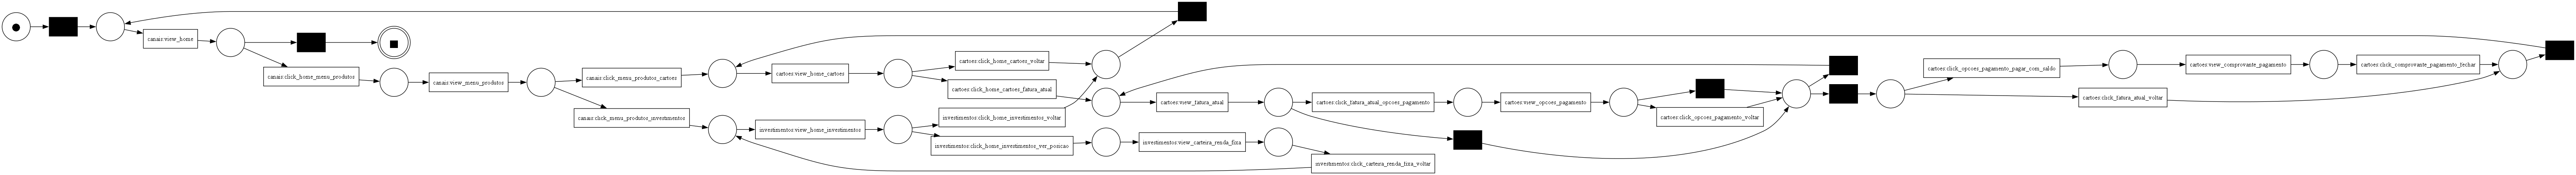 canais:view_home
canais:click_home_menu_produtos
canais:view_menu_produtos
canais:click_menu_produtos_cartoes
canais:click_menu_produtos_investimentos
cartoes:view_home_cartoes
investimentos:view_home_investimentos
cartoes:click_home_cartoes_voltar
cartoes:click_home_cartoes_fatura_atual
investimentos:click_home_investimentos_voltar
investimentos:click_home_investimentos_ver_poricao
cartoes:view_fatura_atual
investimentos:view_carteira_renda_fixa
cartoes:click_fatura_atual_opcoes_pagamento
investimentos:click_carteira_renda_fixa_voltar
cartoes:view_opcoes_pagamento
cartoes:click_opcoes_pagamento_voltar
cartoes:click_opcoes_pagamento_pagar_com_saldo
cartoes:click_fatura_atual_voltar
cartoes:view_comprovante_pagamento
cartoes:click_comprovante_pagamento_fechar